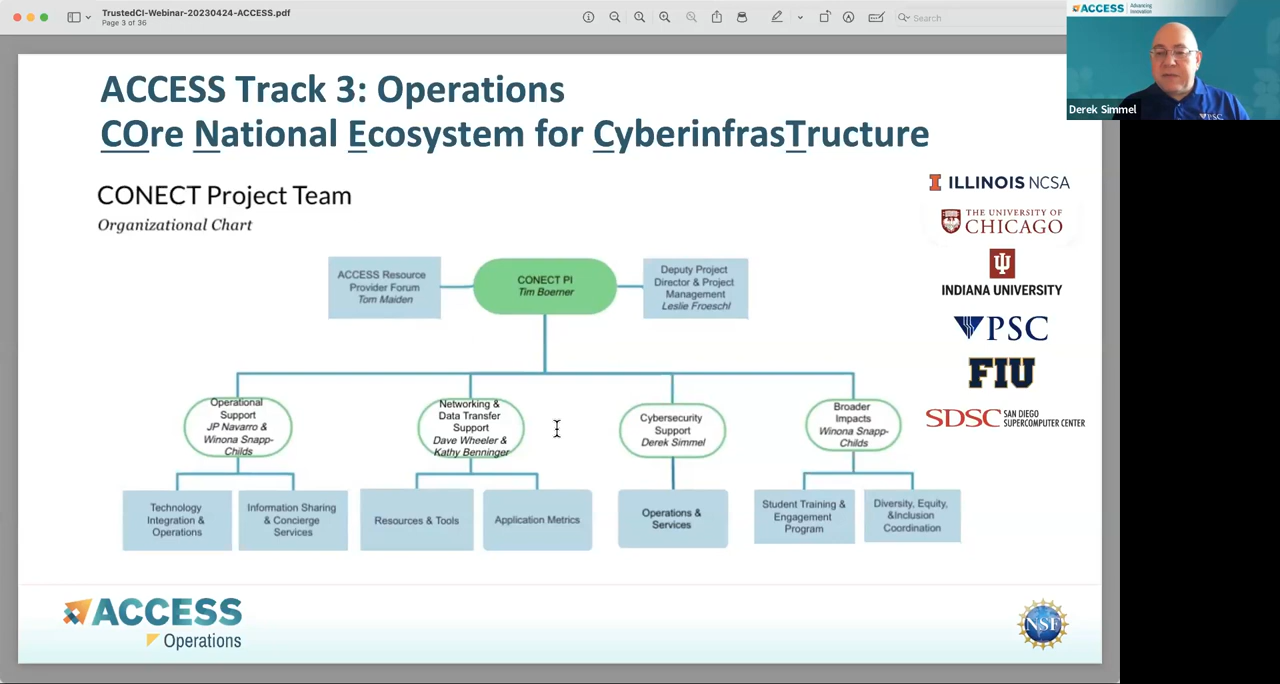 TrustedCI-Webinar-20230424-ACCESS.pdf
Page 3 of 36
Search
ACCESS Advancing Innovation
Derek Simmel
PSC
ACCESS Track 3: Operations
COre National Ecosystem for CyberinfrasTructure
CONECT Project Team
Organizational Chart
ILLINOIS NCSA
THE UNIVERSITY OF
CHICAGO
INDIANA UNIVERSITY
PSC
FIU
SDSC SAN DIEGO
SUPERCOMPUTER CENTER
ACCESS Resource
Provider Forum
Tom Maiden
CONECT PI
Tim Boerner
Deputy Project
Director & Project
Management
Leslie Froeschl
Operational
Support
JP Navarro &
Winona Snapp-
Childs
Networking &
Data Transfer
Support
Dave Wheeler &
Kathy Benninger
Cybersecurity
Support
Derek Simmel
Broader
Impacts
Winona Snapp-
Childs
Technology
Integration &
Operations
Information Sharing
& Concierge
Services
Resources & Tools
Application Metrics
Operations &
Services
Student Training &
Engagement
Program
Diversity, Equity,
&Inclusion
Coordination
ACCESS
Operations
NSF